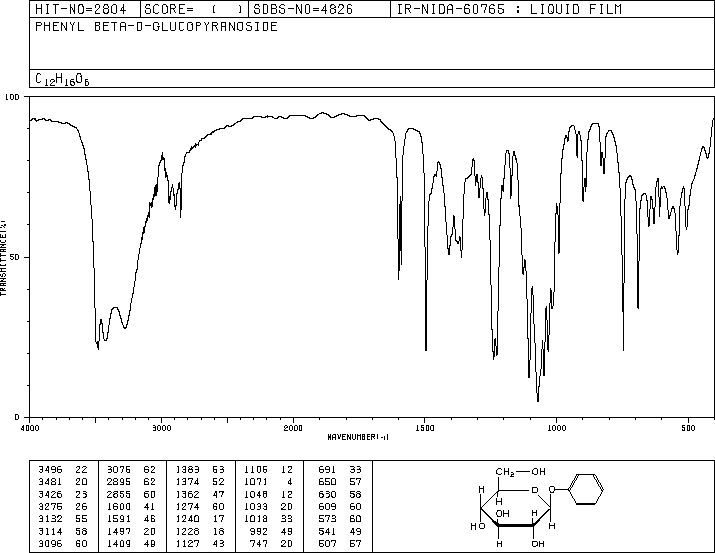 HIT-NO=2804 SCORE= ( ) SDBS-NO=4826 IR-NIDA-60765 : LIQUID FILM
PHENYL BETA-D-GLUCOPYRANOSIDE
C12H16O6
100
50
0
TRANSMITTANCE(%)
4000 3000 2000 1500 1000 500
WAVENUMBER(-1)
3496 22 3076 62 1383 53 1106 12 691 33
3481 20 2895 62 1374 52 1071 4 650 57
3426 23 2855 60 1362 47 1048 12 630 58
3275 26 1600 41 1274 60 1033 20 609 60
3132 55 1591 46 1240 17 1018 33 573 60
3114 58 1497 20 1228 18 992 49 541 49
3096 60 1409 49 1127 43 747 20 507 57
CH2 OH
H O O
H
OH H
HO H
H OH